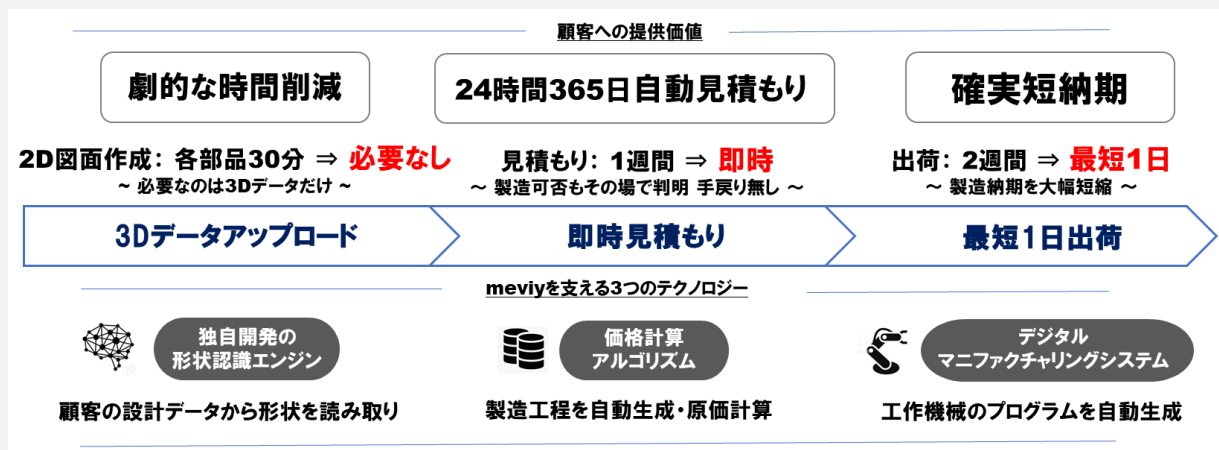 顧客への提供価値
劇的な時間削減
24時間365日自動見積もり
確実短納期
2D図面作成: 各部品30分 ⇒ 必要なし
~ 必要なのは3Dデータだけ ~
見積もり: 1週間 ⇒ 即時
～ 製造可否もその場で判明 手戻り無し ～
出荷: 2週間 ⇒ 最短1日
～ 製造納期を大幅短縮 ～
3Dデータアップロード
即時見積もり
最短1日出荷
meviyを支える3つのテクノロジー
独自開発の
形状認識エンジン
価格計算
アルゴリズム
デジタル
マニファクチャリングシステム
顧客の設計データから形状を読み取り
製造工程を自動生成・原価計算
工作機械のプログラムを自動生成